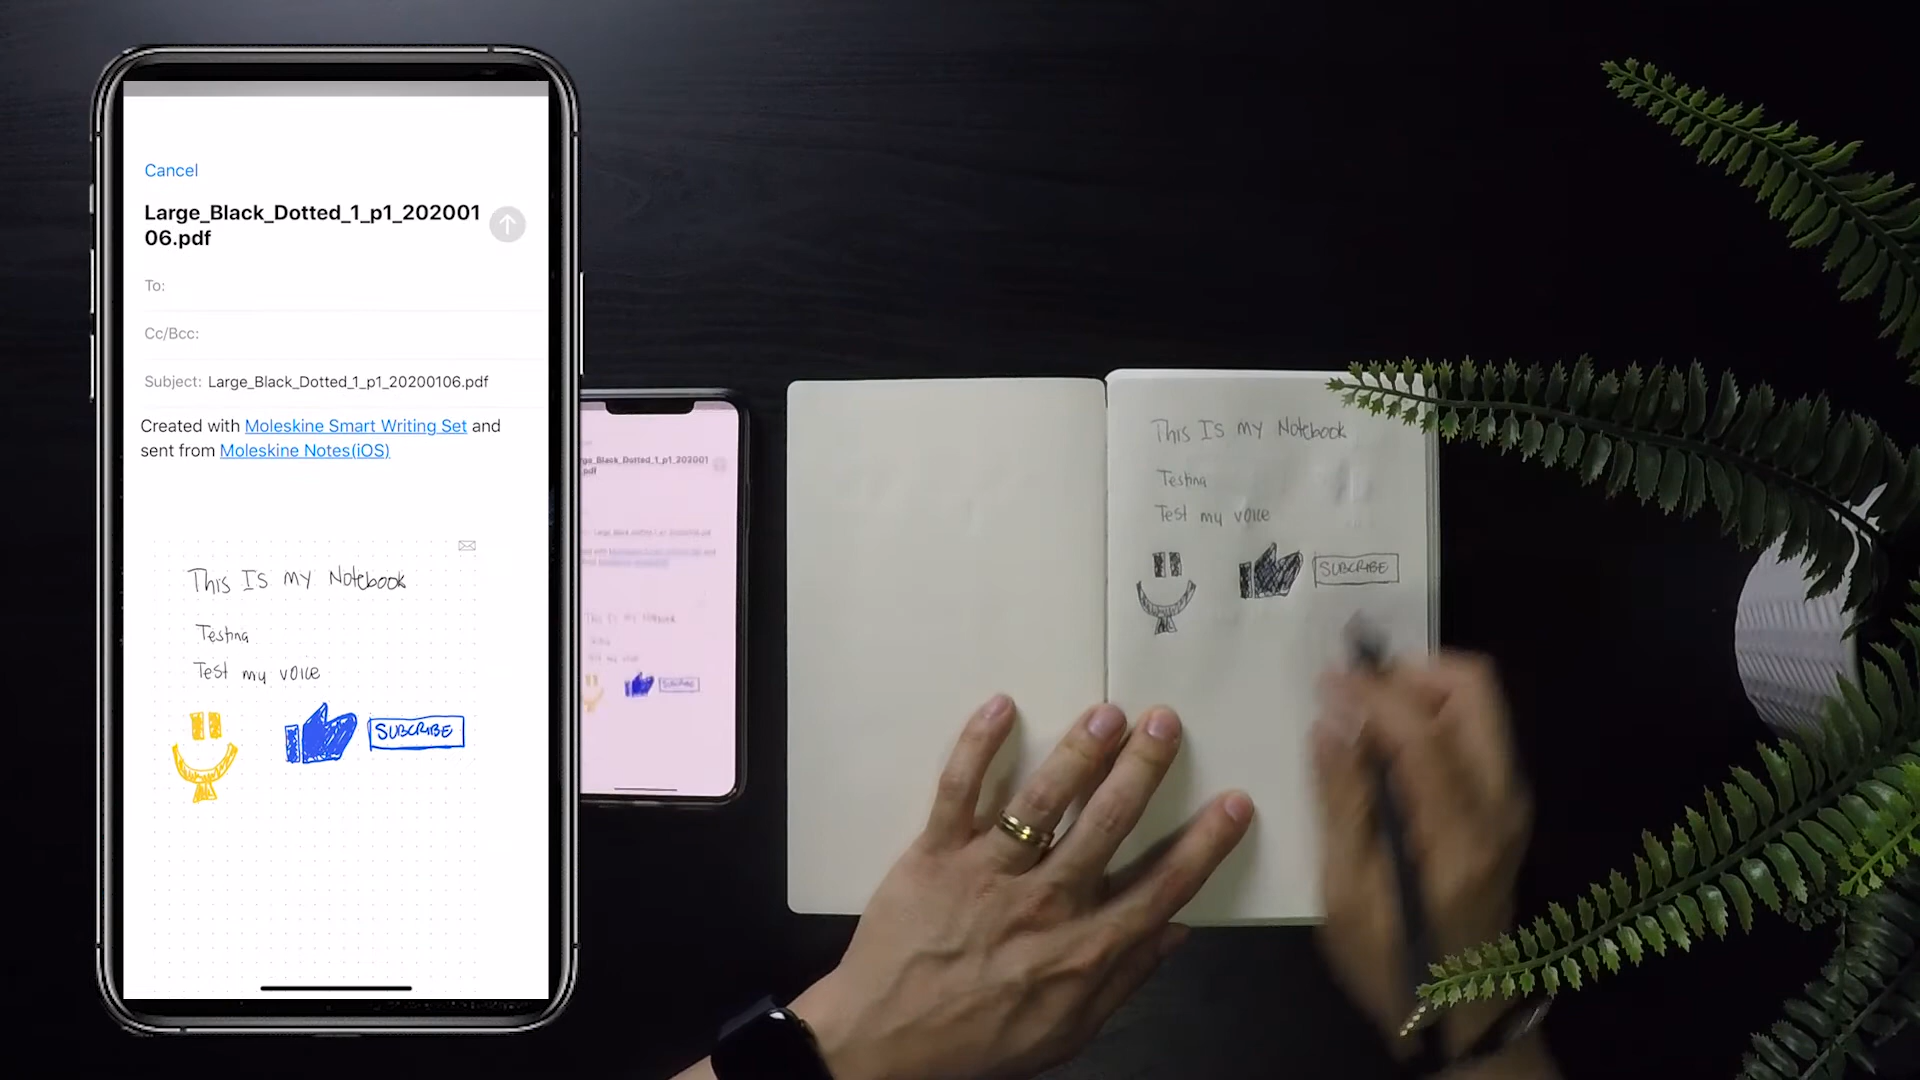 Cancel
Large_Black_Dotted_1_p1_202001
06.pdf
To:
Cc/Bcc:
Subject: Large_Black_Dotted_1_p1_20200106.pdf
Created with Moleskine Smart Writing Set and
sent from Moleskine Notes(iOS)
This Is my Notebook
Testing
Test my voice
SUBCRIBE
This Is my Notebook
Testing
Test my voice
SUBCRIBE